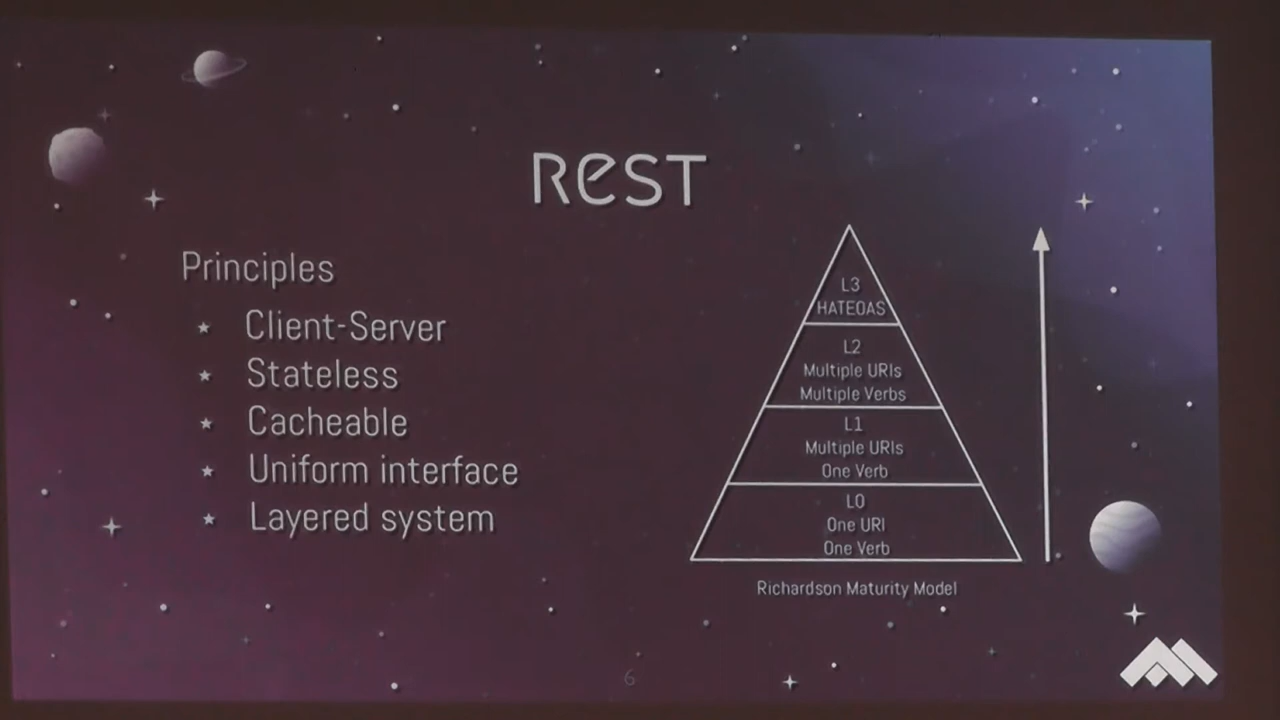 ReST
Principles
Client-Server
Stateless
Cacheable
Uniform interface
Layered system
L3
HATEOAS
L2
Multiple URIs
Multiple Verbs
L1
Multiple URIs
One Verb
L0
One URI
One Verb
Richardson Maturity Model
6